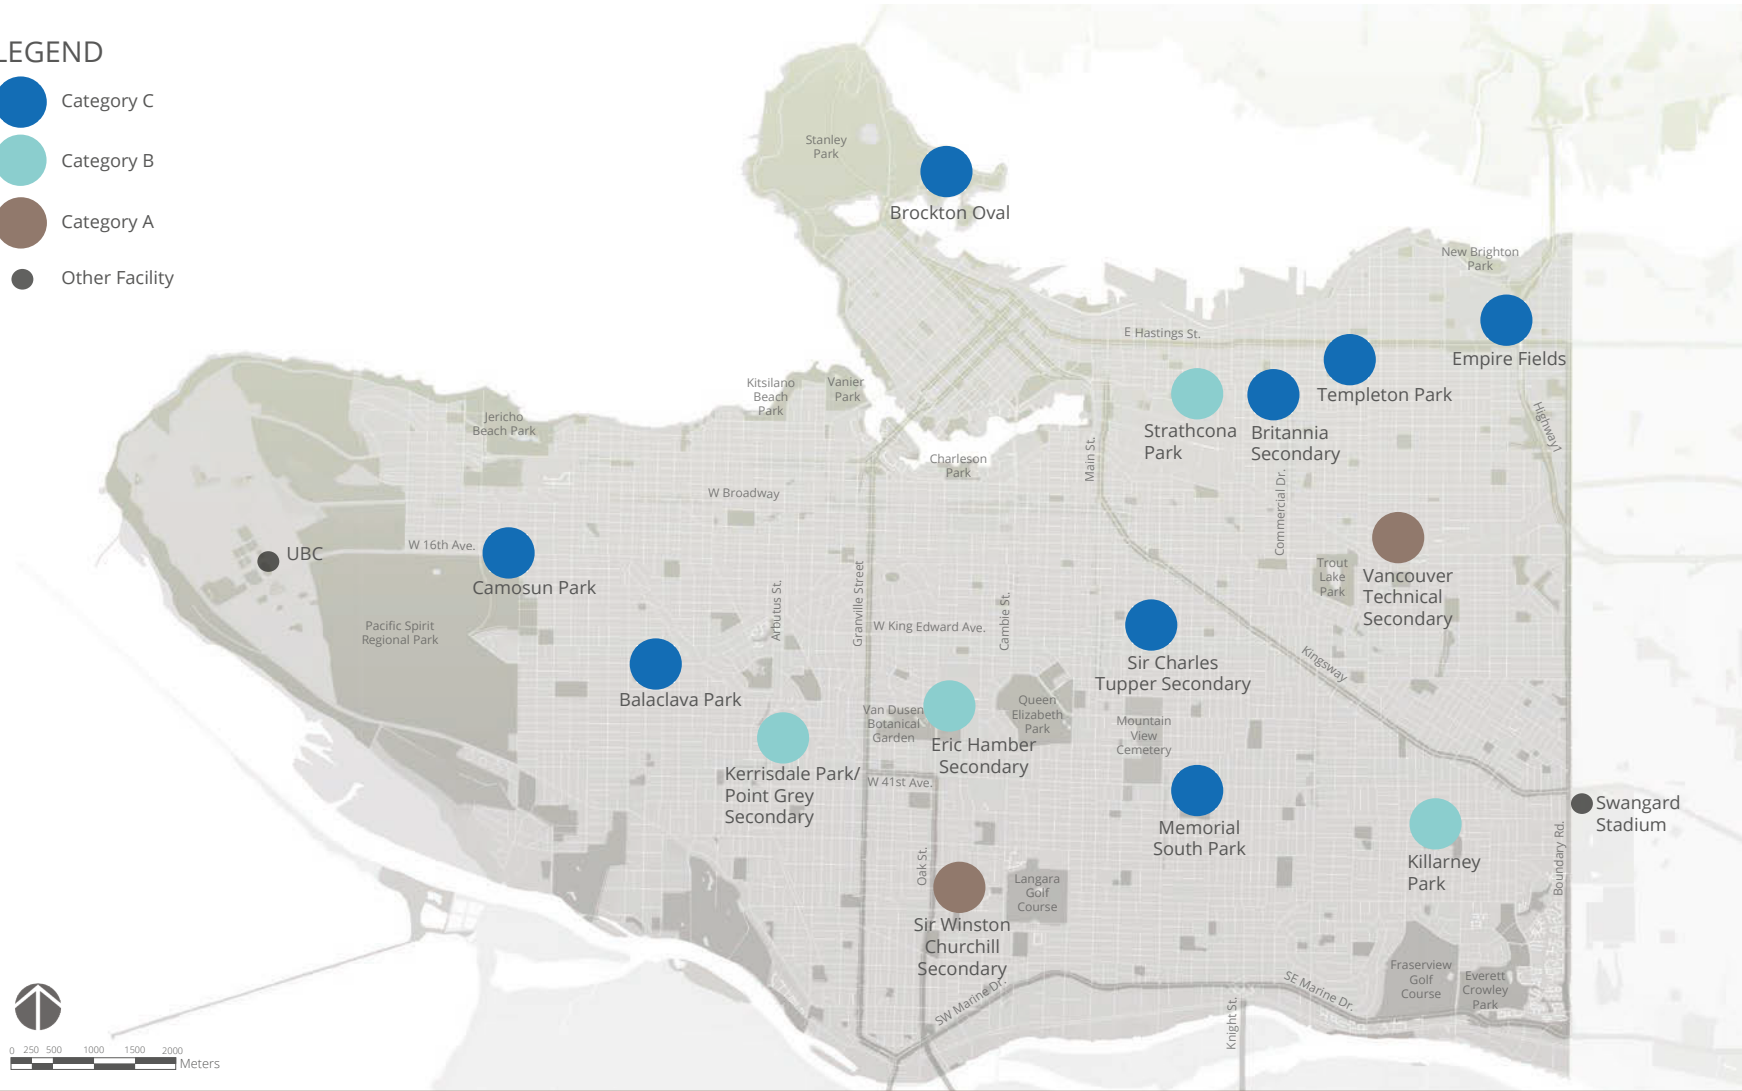 LEGEND
Category C
Category B
Category A
Other Facility
Stanley
Park
Brockton Oval
New Brighton
Park
E Hastings St.
Empire Fields
Templeton Park
Kitsilano
Beach
Park
Vanier
Park
Jericho
Beach Park
Strathcona
Park
Britannia
Secondary
Highway1
Main St.
Charleson
Park
W Broadway
Commercial Dr.
W 16th Ave.
UBC
Camosun Park
Trout
Lake
Park
Vancouver
Technical
Secondary
Pacific Spirit
Regional Park
Arbutus St.
Granville Street
W King Edward Ave.
Cambie St.
Sir Charles
Tupper Secondary
Kingsway
Balaclava Park
Van Dusen
Botanical
Garden
Queen
Elizabeth
Park
Mountain
View
Cemetery
Eric Hamber
Secondary
Kerrisdale Park/
Point Grey
Secondary
W 41st Ave.
Memorial
South Park
Swangard
Stadium
Killarney
Park
Boundary Rd.
Oak St.
Langara
Golf
Course
Sir Winston
Churchill
Secondary
SW Marine Dr.
SE Marine Dr.
Knight St.
Fraserview
Golf
Course
Everett
Crowley
Park
0 250 500 1000 1500 2000
Meters